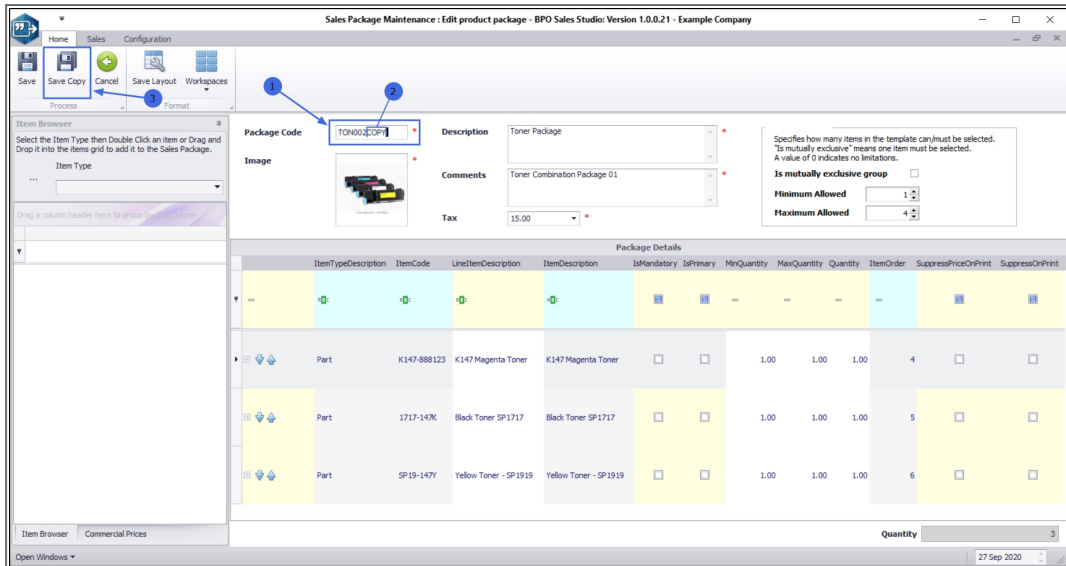 Sales Package Maintenance : Edit product package - BPO Sales Studio: Version 1.0.0.21 - Example Company
Home Sales Configuration
Save Save Copy Cancel Save Layout Workspaces
Process Format
1
2
3
Item Browser
Select the Item Type then Double Click an item or Drag and
Drop it into the items grid to add it to the Sales Package.
Item Type
...
Drag a column header here to group by
Package Code TON002COPY *
Image *
Description Toner Package *
Comments Toner Combination Package 01 *
Tax 15.00 *
Specifies how many items in the template can/must be selected.
"Is mutually exclusive" means one item must be selected.
A value of 0 indicates no limitations.
Is mutually exclusive group
Minimum Allowed 1
Maximum Allowed 4
Package Details
ItemTypeDescription ItemCode LineItemDescription ItemDescription IsMandatory IsPrimary MinQuantity MaxQuantity Quantity ItemOrder SuppressPriceOnPrint SuppressOnPrint
Part K147-888123 K147 Magenta Toner K147 Magenta Toner 1.00 1.00 1.00 4
Part 1717-147K Black Toner SP1717 Black Toner SP1717 1.00 1.00 1.00 5
Part SP19-147Y Yellow Toner - SP1919 Yellow Toner - SP1919 1.00 1.00 1.00 6
Item Browser Commercial Prices
Quantity 3
Open Windows
27 Sep 2020